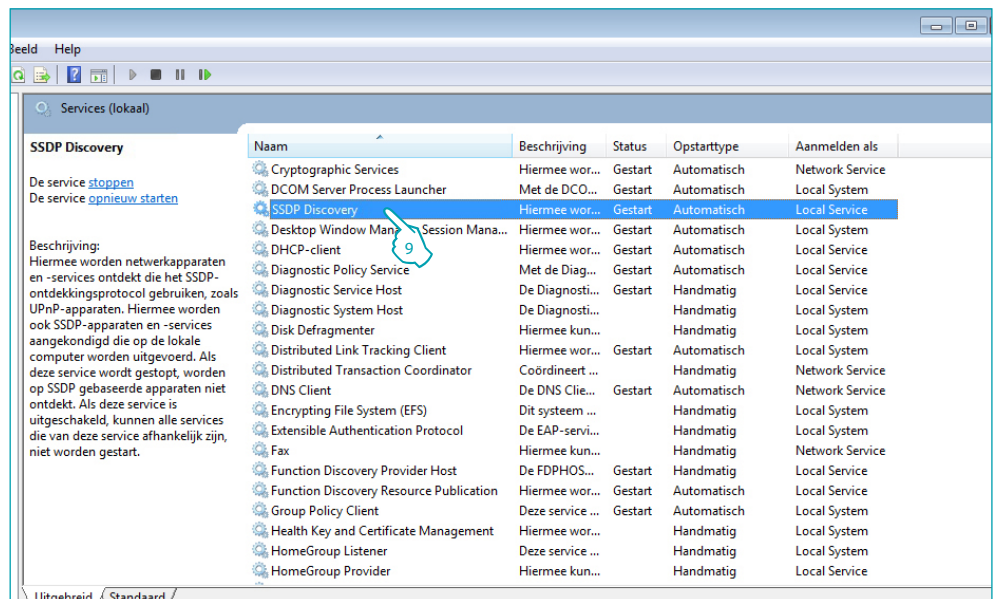 Beeld Help
Services (lokaal)
SSDP Discovery
De service stoppen
De service opnieuw starten
Beschrijving:
Hiermee worden netwerkapparaten
en -services ontdekt die het SSDP-
ontdekkingsprotocol gebruiken, zoals
UPnP-apparaten. Hiermee worden
ook SSDP-apparaten en -services
aangekondigd die op de lokale
computer worden uitgevoerd. Als
deze service wordt gestopt, worden
op SSDP gebaseerde apparaten niet
ontdekt. Als deze service is
uitgeschakeld, kunnen alle services
die van deze service afhankelijk zijn,
niet worden gestart.
Naam Beschrijving Status Opstarttype Aanmelden als
Cryptographic Services Hiermee wor... Gestart Automatisch Network Service
DCOM Server Process Launcher Met de DCO... Gestart Automatisch Local System
SSDP Discovery Hiermee wor... Gestart Automatisch Local Service
Desktop Window Session Mana... Hiermee wor... Gestart Automatisch Local System
9
DHCP-client Hiermee wor... Gestart Automatisch Local Service
Diagnostic Policy Service Met de Diag... Gestart Automatisch Local Service
Diagnostic Service Host De Diagnosti... Gestart Handmatig Local Service
Diagnostic System Host De Diagnosti... Handmatig Local System
Disk Defragmenter Hiermee kun... Handmatig Local System
Distributed Link Tracking Client Hiermee wor... Gestart Automatisch Local System
Distributed Transaction Coordinator Coördineert ... Handmatig Network Service
DNS Client De DNS Clie... Gestart Automatisch Network Service
Encrypting File System (EFS) Dit systeem ... Handmatig Local System
Extensible Authentication Protocol De EAP-servi... Handmatig Local System
Fax Hiermee kun... Handmatig Network Service
Function Discovery Provider Host De FDPHOS... Gestart Handmatig Local Service
Function Discovery Resource Publication Hiermee wor... Gestart Automatisch Local Service
Group Policy Client Deze service ... Gestart Automatisch Local System
Health Key and Certificate Management Hiermee wor... Handmatig Local System
HomeGroup Listener Deze service ... Handmatig Local System
HomeGroup Provider Hiermee kun... Handmatig Local Service
Uitgebreid Standaard